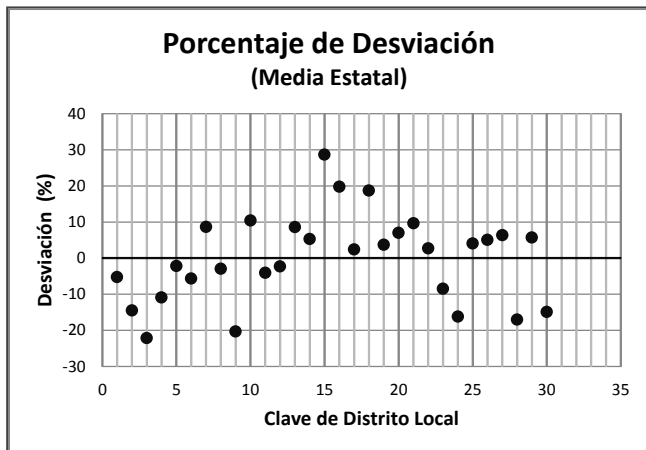 Porcentaje de Desviación
(Media Estatal)
Desviación (%)
40
30
20
10
0
-10
-20
-30
0 5 10 15 20 25 30 35
Clave de Distrito Local